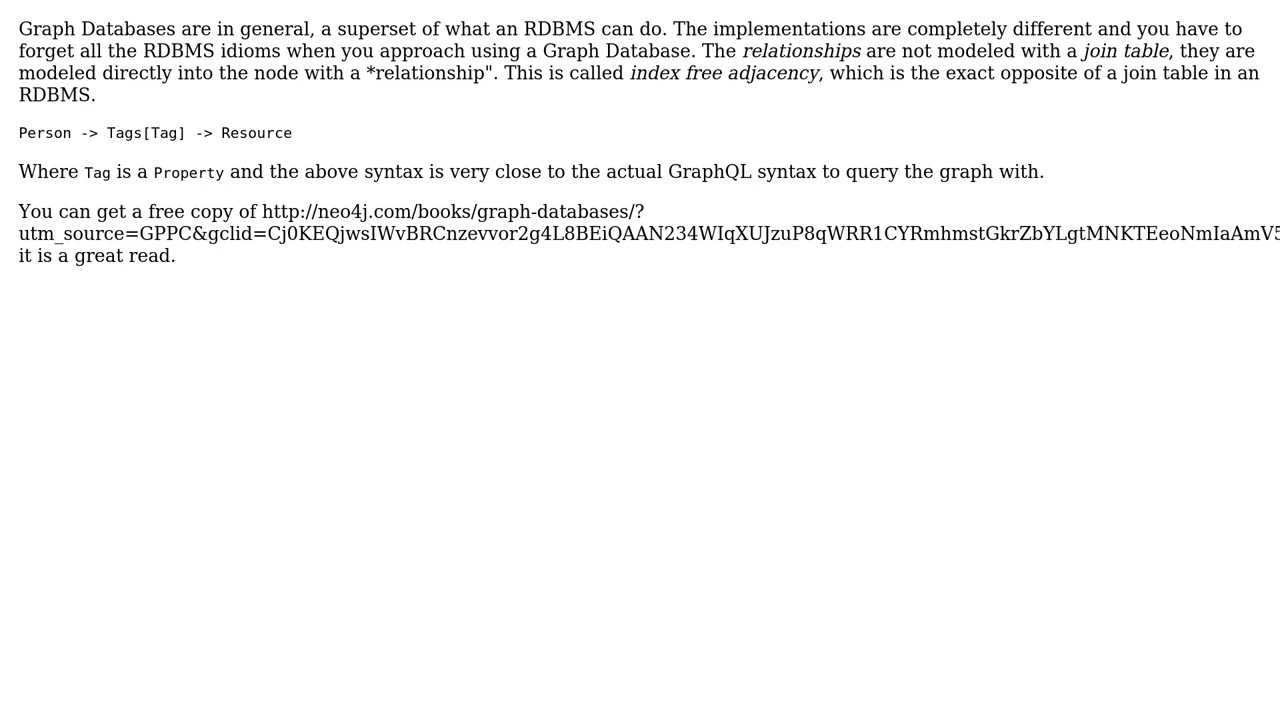 Graph Databases are in general, a superset of what an RDBMS can do. The implementations are completely different and you have to
forget all the RDBMS idioms when you approach using a Graph Database. The relationships are not modeled with a join table, they are
modeled directly into the node with a *relationship". This is called index free adjacency, which is the exact opposite of a join table in an
RDBMS.
Person -> Tags[Tag] -> Resource
Where Tag is a Property and the above syntax is very close to the actual GraphQL syntax to query the graph with.
You can get a free copy of http://neo4j.com/books/graph-databases/?
utm_source=GPPC&gclid=Cj0KEQjwsIWvBRCnzevvor2g4L8BEiQAAN234WIqXUJzuP8qWRR1CYRmhmstGkrZbYLgtMNKTEeoNmIaAmV5
it is a great read.